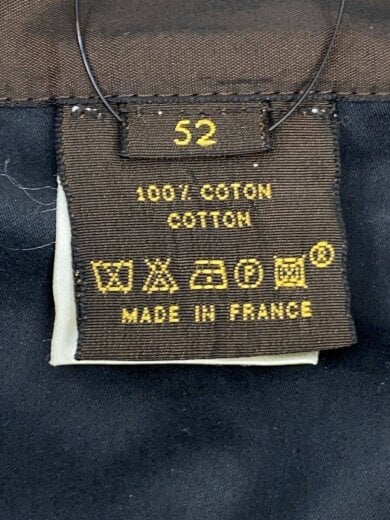 52
100% COTON
COTTON
P ®
MADE IN FRANCE